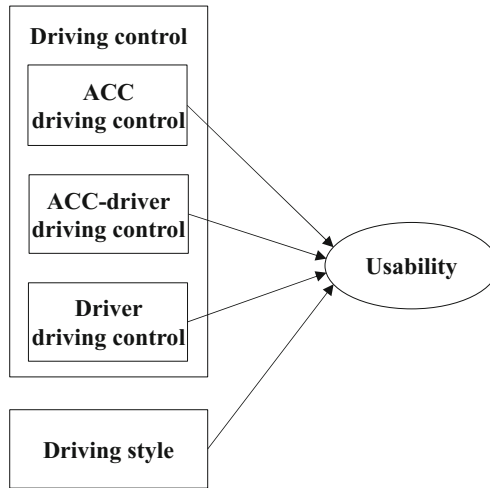 Driving control
ACC
driving control
ACC-driver
driving control
Driver
driving control
Usability
Driving style